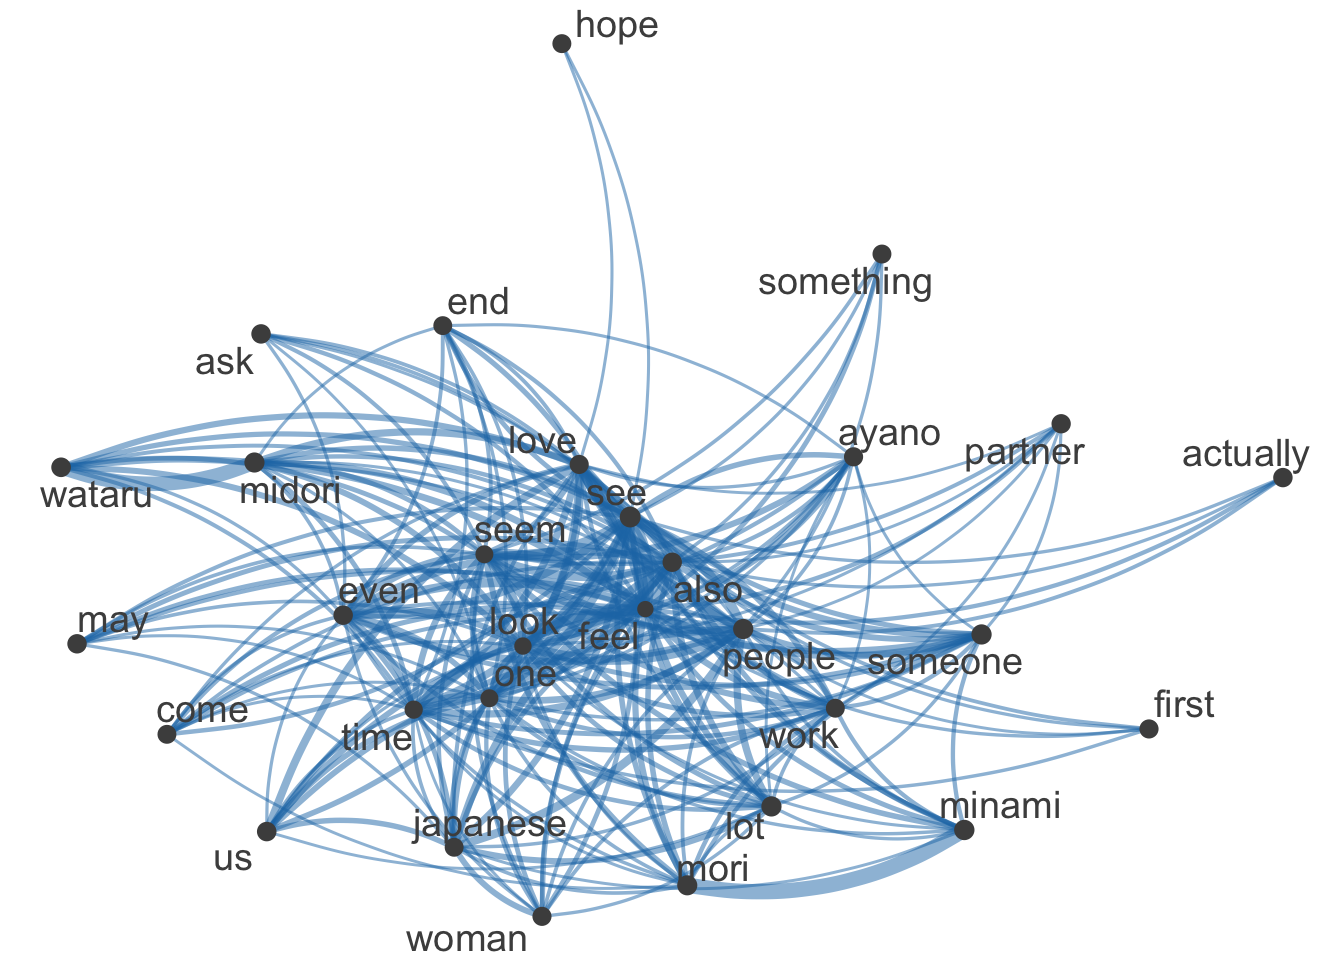 hope
something
end
ask
love
ayano
partner
actually
wataru
midori
see
seem
even
also
may
look
feel
people
someone
one
come
time
work
first
japanese
lot
minami
us
mori
woman